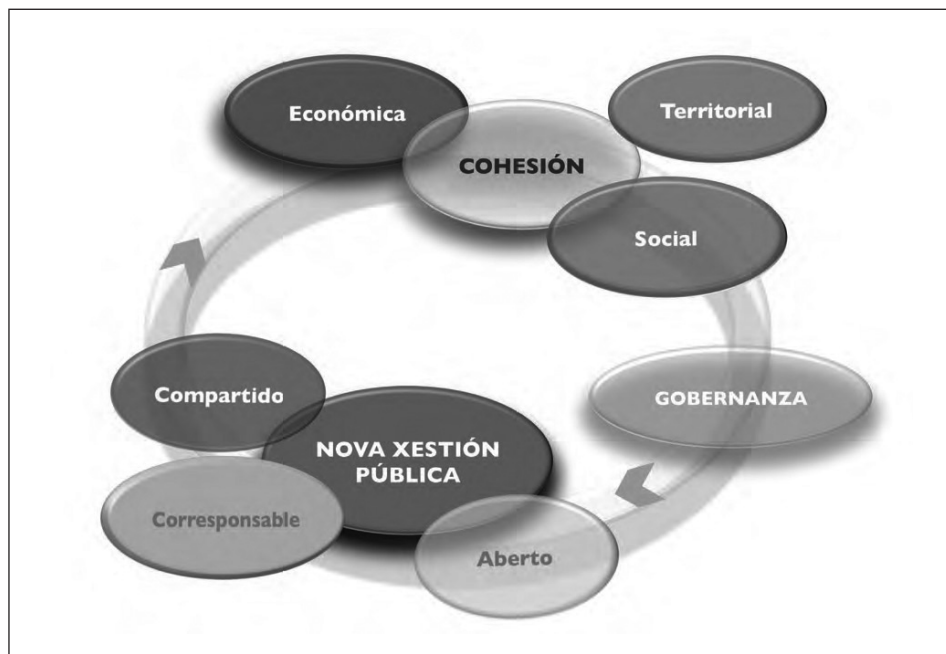 Económica
Territorial
COHESIÓN
Social
Compartido
GOBERNANZA
NOVA XESTIÓN
PÚBLICA
Corresponsable
Aberto